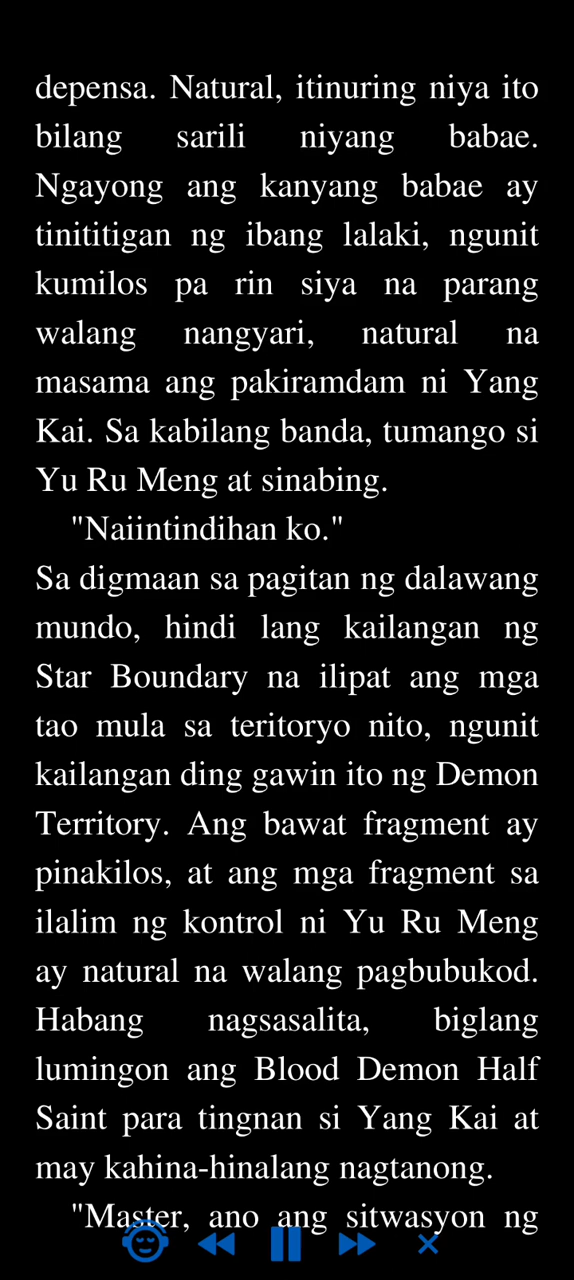 depensa. Natural, itinuring niya ito
bilang sarili niyang babae.
Ngayong ang kanyang babae ay
tinititigan ng ibang lalaki, ngunit
kumilos pa rin siya na parang
walang nangyari, natural na
masama ang pakiramdam ni Yang
Kai. Sa kabilang banda, tumango si
Yu Ru Meng at sinabing.
"Naiintindihan ko."
Sa digmaan sa pagitan ng dalawang
mundo, hindi lang kailangan ng
Star Boundary na ilipat ang mga
tao mula sa teritoryo nito, ngunit
kailangan ding gawin ito ng Demon
Territory. Ang bawat fragment ay
pinakilos, at ang mga fragment sa
ilalim ng kontrol ni Yu Ru Meng
ay natural na walang pagbubukod.
Habang nagsasalita, biglang
lumingon ang Blood Demon Half
Saint para tingnan si Yang Kai at
may kahina-hinalang nagtanong.
"Master, ano ang sitwasyon ng